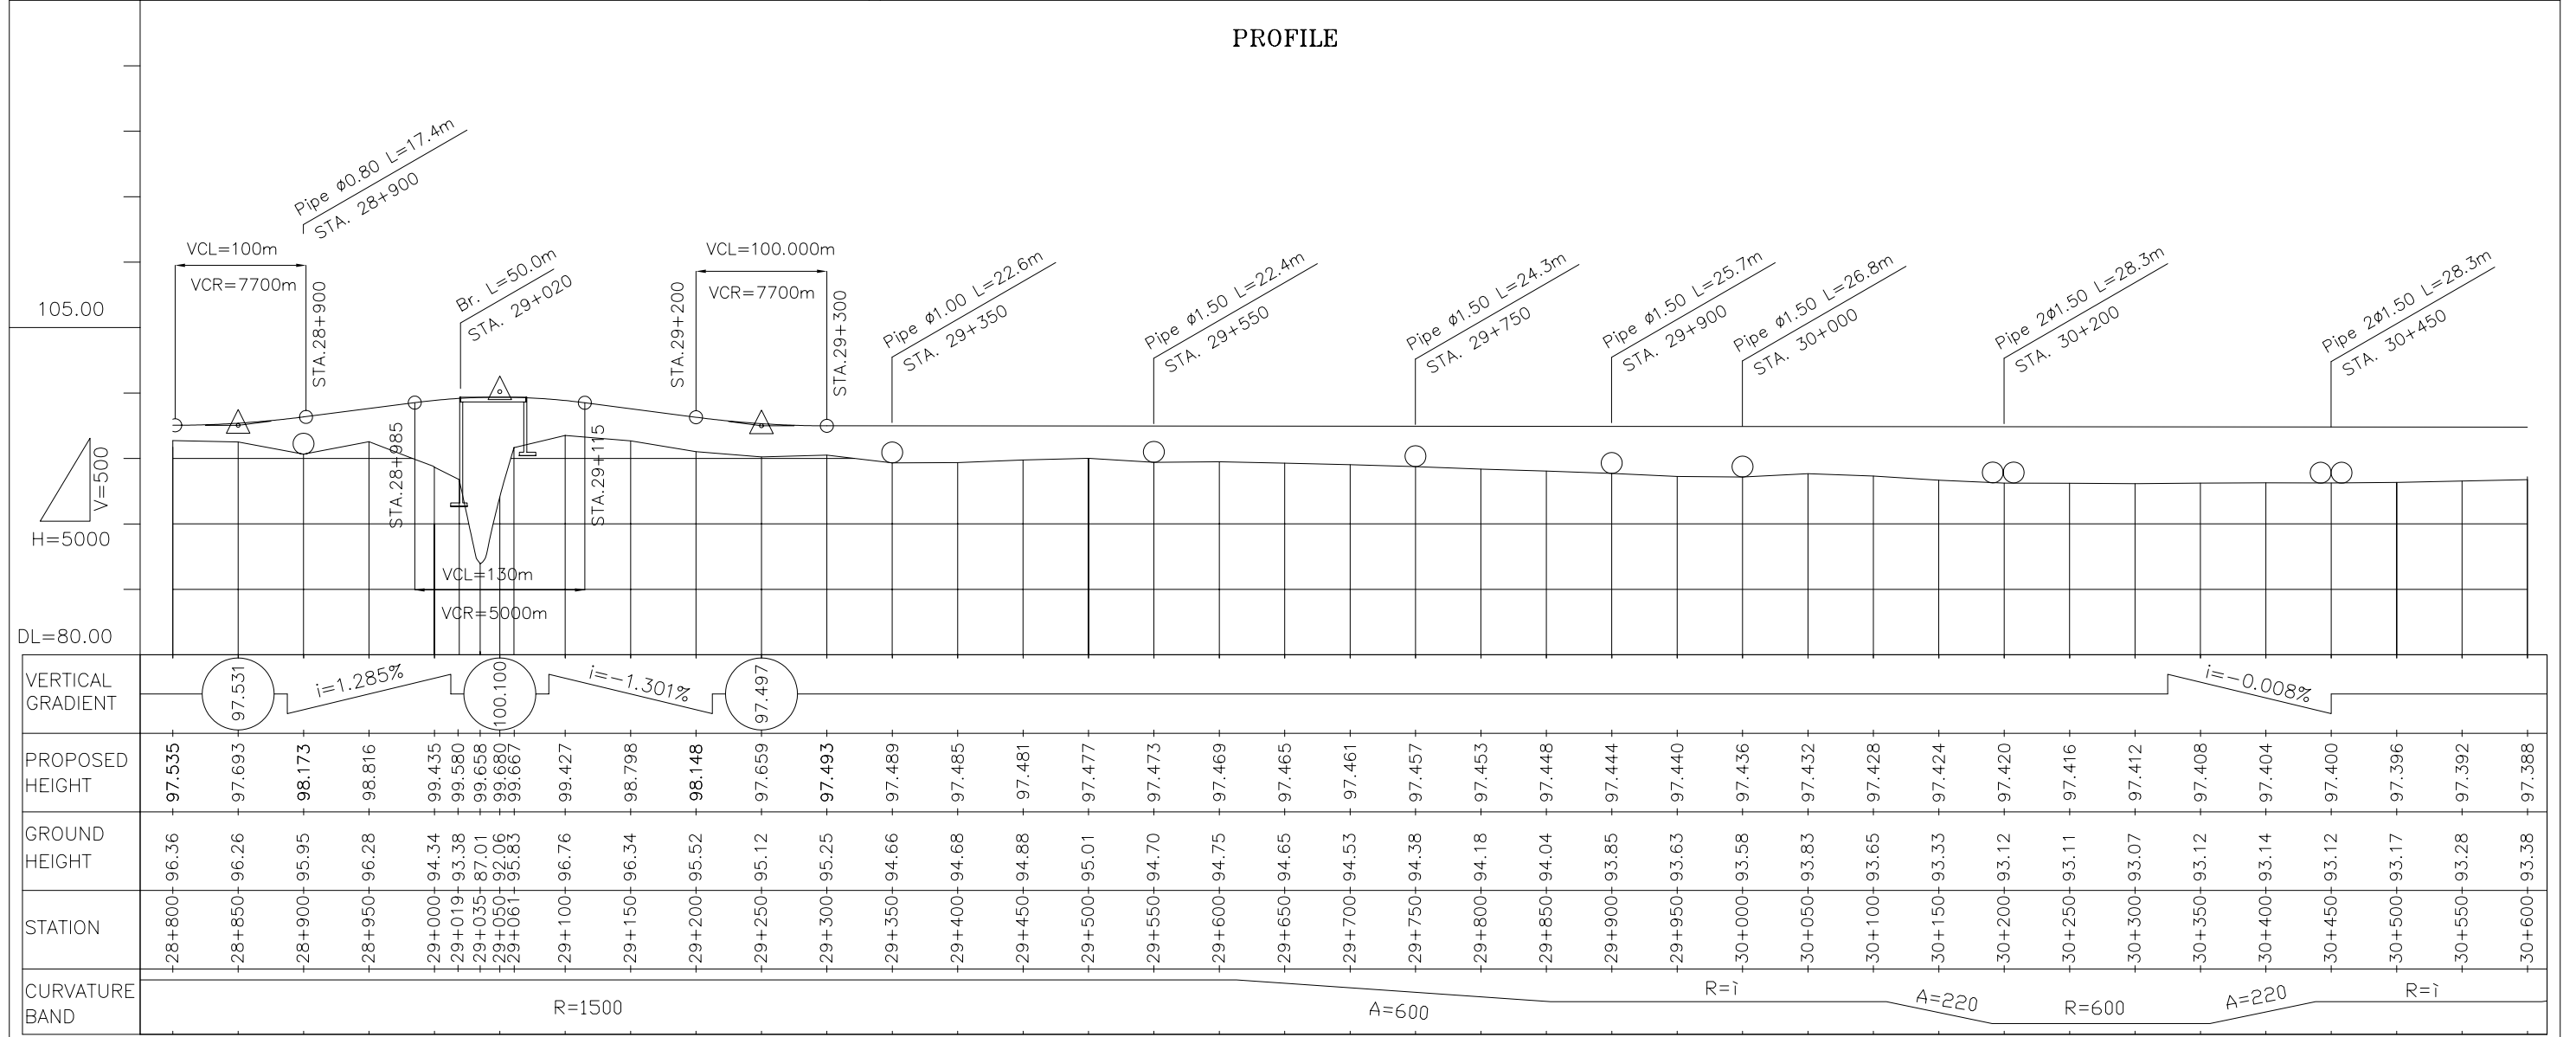 PROFILE
Pipe ø0.80 L=17.4m
STA. 28+900
VCL=100m
VCR=7700m
STA.28+900
Br. L=50.0m
STA. 29+020
STA.29+200
VCL=100.000m
VCR=7700m
STA.29+300
Pipe ø1.00 L=22.6m
STA. 29+350
Pipe ø1.50 L=22.4m
STA. 29+550
Pipe ø1.50 L=24.3m
STA. 29+750
Pipe ø1.50 L=25.7m
STA. 29+900
Pipe ø1.50 L=26.8m
STA. 30+000
Pipe 2ø1.50 L=28.3m
STA. 30+200
Pipe 2ø1.50 L=28.3m
STA. 30+450
105.00
V=500
H=5000
STA.28+985
STA.29+115
VCL=130m
VCR=5000m
DL=80.00
VERTICAL
GRADIENT
97.531
i=1.285%
100.100
i=-1.301%
97.497
i=-0.008%
PROPOSED
HEIGHT
97.535 97.693 98.173 98.816 99.435 99.580 99.658 99.680 99.667 99.427 98.798 98.148 97.659 97.493 97.489 97.485 97.481 97.477 97.473 97.469 97.465 97.461 97.457 97.453 97.448 97.444 97.440 97.436 97.432 97.428 97.424 97.420 97.416 97.412 97.408 97.404 97.400 97.396 97.392 97.388
GROUND
HEIGHT
96.36 96.26 95.95 96.28 94.34 93.38 87.01 92.06 95.83 96.76 96.34 95.52 95.12 95.25 94.66 94.68 94.88 95.01 94.70 94.75 94.65 94.53 94.38 94.18 94.04 93.85 93.63 93.58 93.83 93.65 93.33 93.12 93.11 93.07 93.12 93.14 93.12 93.17 93.28 93.38
STATION
28+800 28+850 28+900 28+950 29+000 29+019 29+035 29+050 29+061 29+100 29+150 29+200 29+250 29+300 29+350 29+400 29+450 29+500 29+550 29+600 29+650 29+700 29+750 29+800 29+850 29+900 29+950 30+000 30+050 30+100 30+150 30+200 30+250 30+300 30+350 30+400 30+450 30+500 30+550 30+600
CURVATURE
BAND
R=1500
A=600
R=ì
A=220
R=600
A=220
R=ì